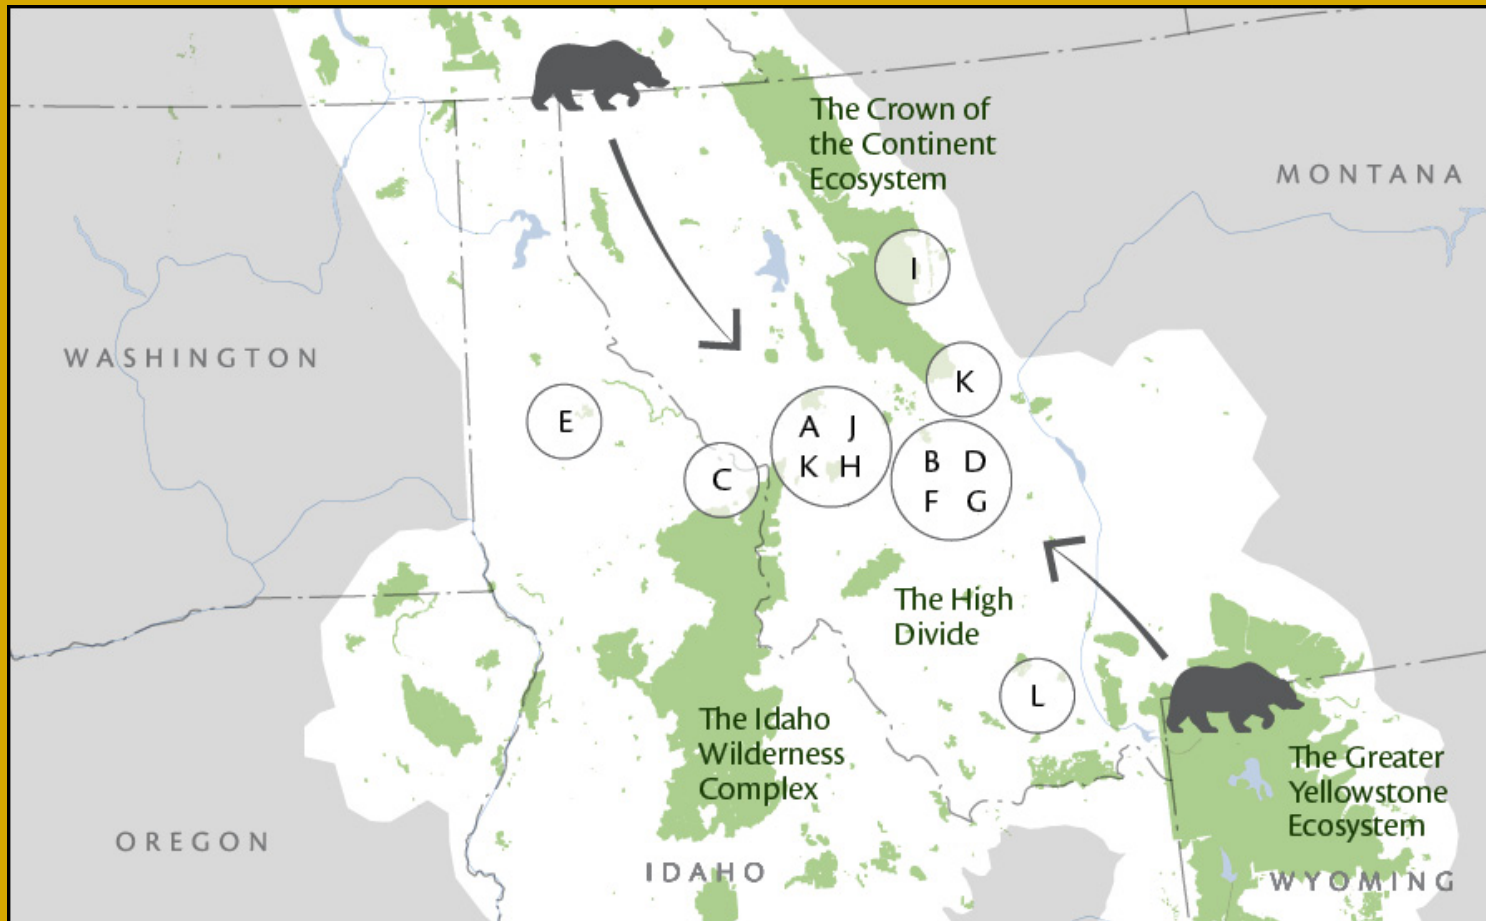 The Crown of
the Continent
Ecosystem
MONTANA
I
WASHINGTON
K
E
A J
K H
C
B D
F G
The High
Divide
L
The Idaho
Wilderness
Complex
The Greater
Yellowstone
Ecosystem
OREGON
IDAHO
WYOMING